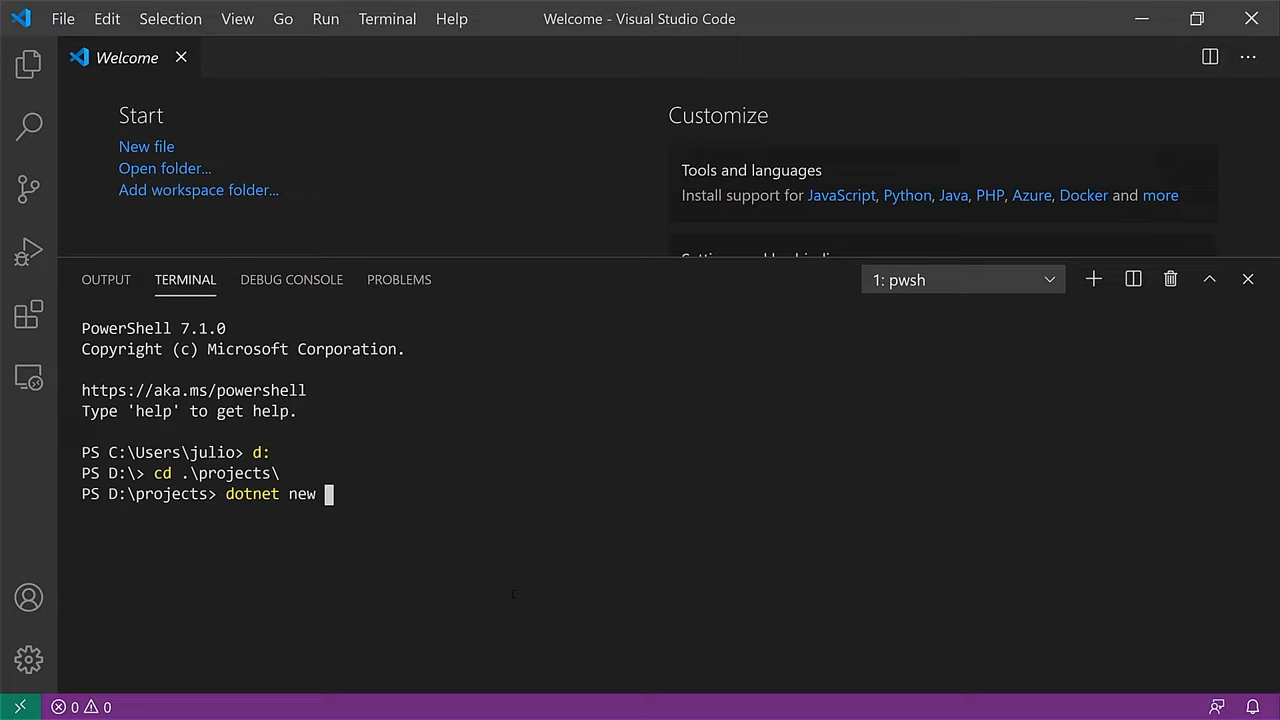 File Edit Selection View Go Run Terminal Help Welcome - Visual Studio Code
Welcome
Start
New file
Open folder...
Add workspace folder...
Customize
Tools and languages
Install support for JavaScript, Python, Java, PHP, Azure, Docker and more
OUTPUT TERMINAL DEBUG CONSOLE PROBLEMS 1: pwsh
PowerShell 7.1.0
Copyright (c) Microsoft Corporation.
https://aka.ms/powershell
Type 'help' to get help.
PS C:\Users\julio> d:
PS D:\> cd .\projects\
PS D:\projects> dotnet new
0 0